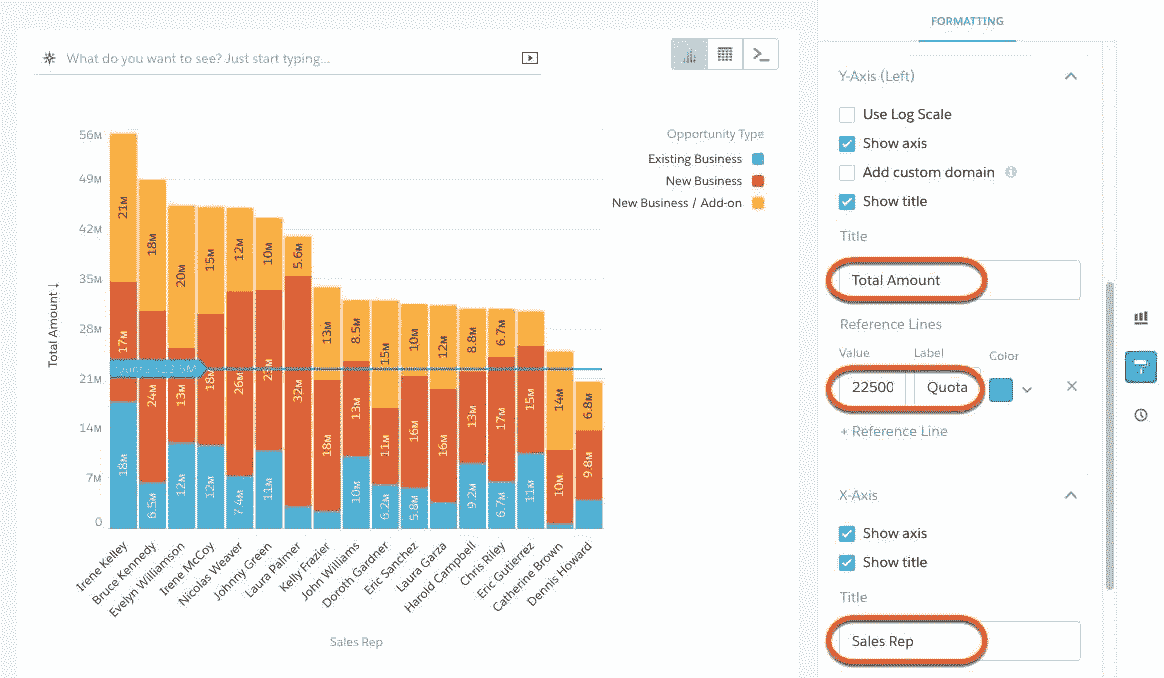 FORMATTING
What do you want to see? Just start typing...
Y-Axis (Left)
Use Log Scale
Show axis
Add custom domain
Show title
Title
Total Amount
Reference Lines
Value Label Color
22500 Quota
+ Reference Line
X-Axis
Show axis
Show title
Title
Sales Rep
Opportunity Type
Existing Business
New Business
New Business / Add-on
Total Amount ↓
56M
49M
42M
35M
28M
21M
14M
7M
0
21M 18M 20M 15M 12M 10M 5.6M 13M 8.5M 15M 10M 12M 8.8M 6.7M 14M 6.8M
17M 24M 13M 18M 26M 32M 18M 13M 11M 16M 16M 13M 17M 15M 10M 9.8M
18M 6.5M 12M 12M 7.4M 11M 10M 6.2M 5.8M 9.2M 6.7M 11M
Irene Kelley
Bruce Kennedy
Evelyn Williamson
Irene McCoy
Nicolas Weaver
Johnny Green
Laura Palmer
Kelly Frazier
John Williams
Doroth Gardner
Eric Sanchez
Laura Garza
Harold Campbell
Chris Riley
Eric Gutierrez
Catherine Brown
Dennis Howard
Sales Rep